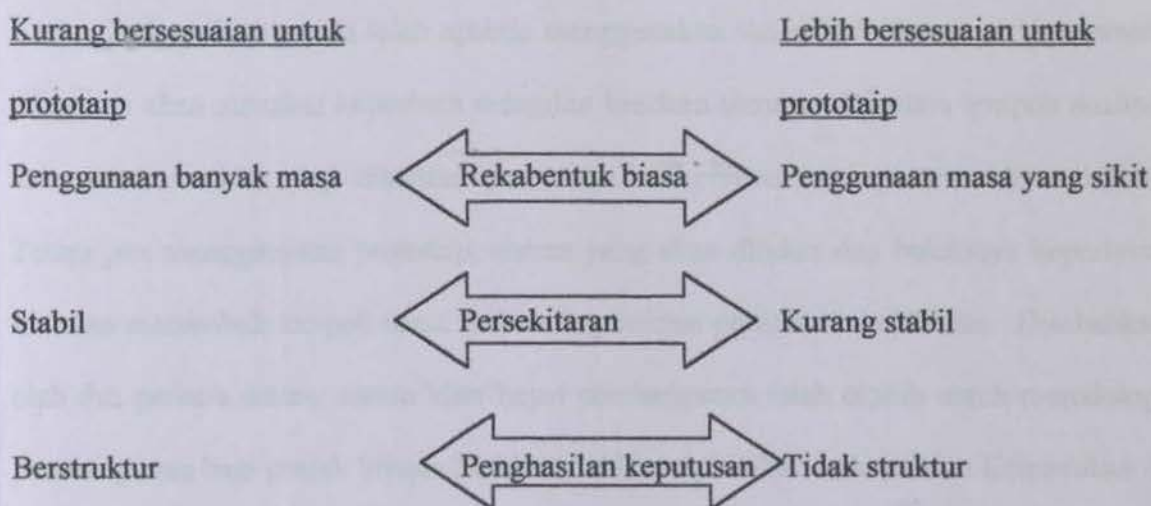 Kurang bersesuaian untuk Lebih bersesuaian untuk
prototaip prototaip
Penggunaan banyak masa Rekabentuk biasa Penggunaan masa yang sikit
Stabil Persekitaran Kurang stabil
Berstruktur Penghasilan keputusan Tidak struktur